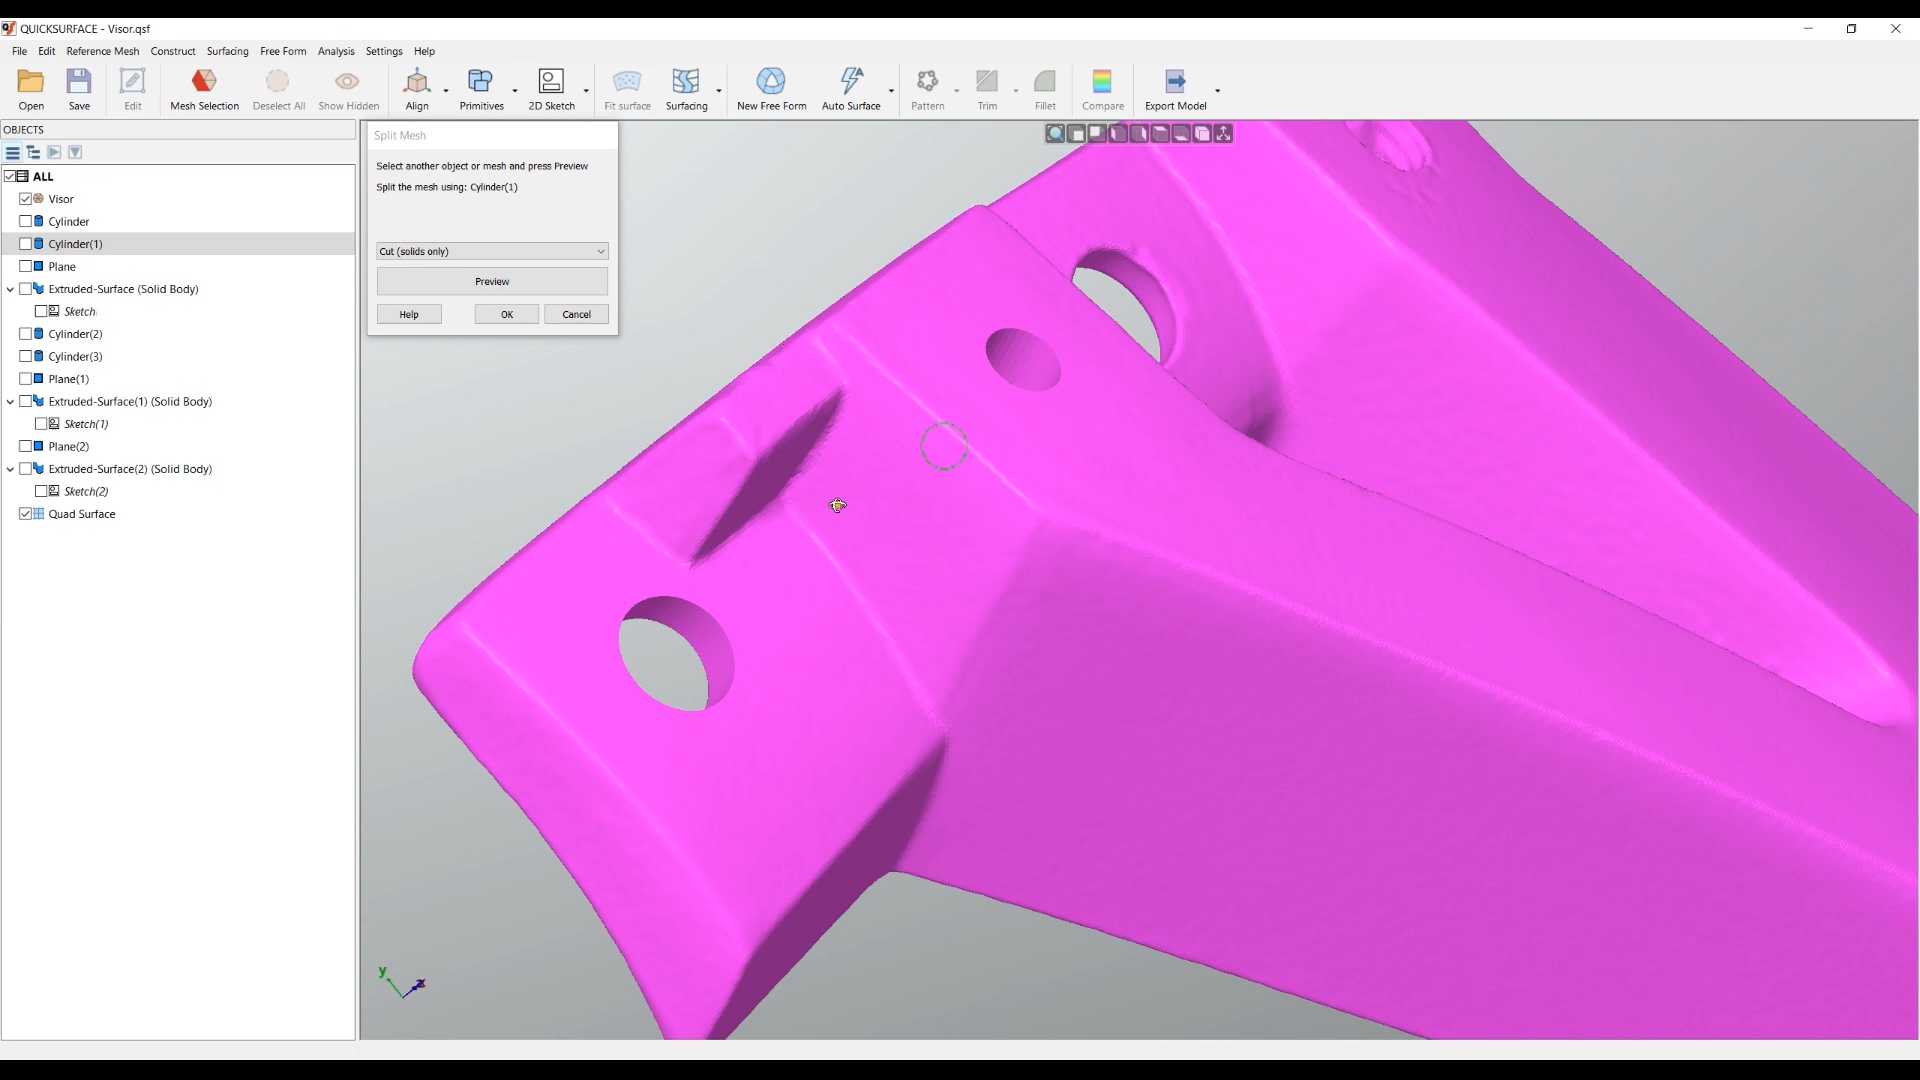 QUICKSURFACE - Visor.qsf
File Edit Reference Mesh Construct Surfacing Free Form Analysis Settings Help
Open Save Edit Mesh Selection Deselect All Show Hidden Align Primitives 2D Sketch Fit surface Surfacing New Free Form Auto Surface Pattern Trim Fillet Compare Export Model
OBJECTS
ALL
Visor
Cylinder
Cylinder(1)
Plane
Extruded-Surface (Solid Body)
Sketch
Cylinder(2)
Cylinder(3)
Plane(1)
Extruded-Surface(1) (Solid Body)
Sketch(1)
Plane(2)
Extruded-Surface(2) (Solid Body)
Sketch(2)
Quad Surface
Split Mesh
Select another object or mesh and press Preview
Split the mesh using: Cylinder(1)
Cut (solids only)
Preview
Help OK Cancel
y